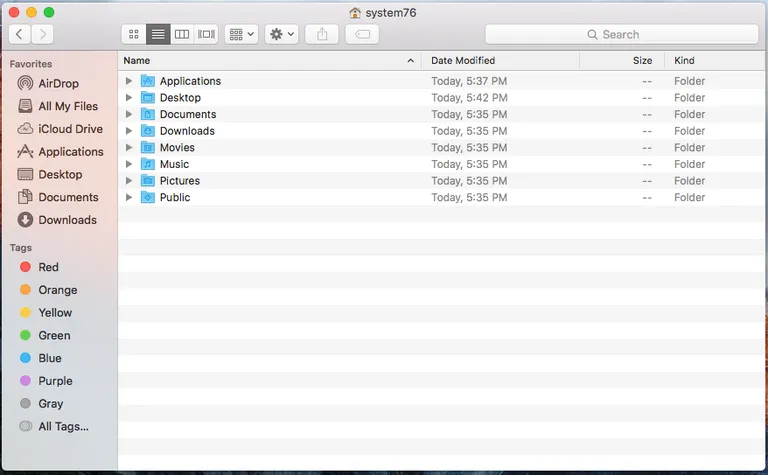 system76
Search
Favorites
AirDrop
All My Files
iCloud Drive
Applications
Desktop
Documents
Downloads
Tags
Red
Orange
Yellow
Green
Blue
Purple
Gray
All Tags...
Name Date Modified Size Kind
Applications Today, 5:37 PM -- Folder
Desktop Today, 5:42 PM -- Folder
Documents Today, 5:35 PM -- Folder
Downloads Today, 5:35 PM -- Folder
Movies Today, 5:35 PM -- Folder
Music Today, 5:35 PM -- Folder
Pictures Today, 5:35 PM -- Folder
Public Today, 5:35 PM -- Folder